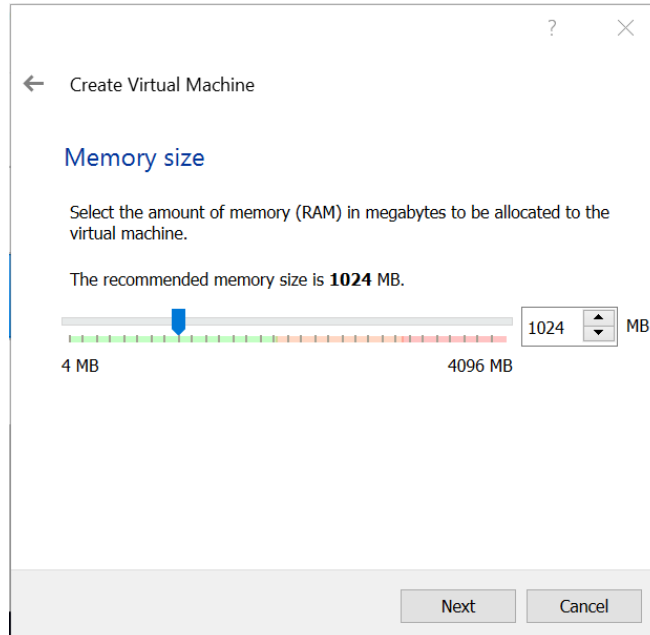 ?
Create Virtual Machine
Memory size
Select the amount of memory (RAM) in megabytes to be allocated to the
virtual machine.
The recommended memory size is 1024 MB.
1024 MB
4 MB 4096 MB
Next Cancel